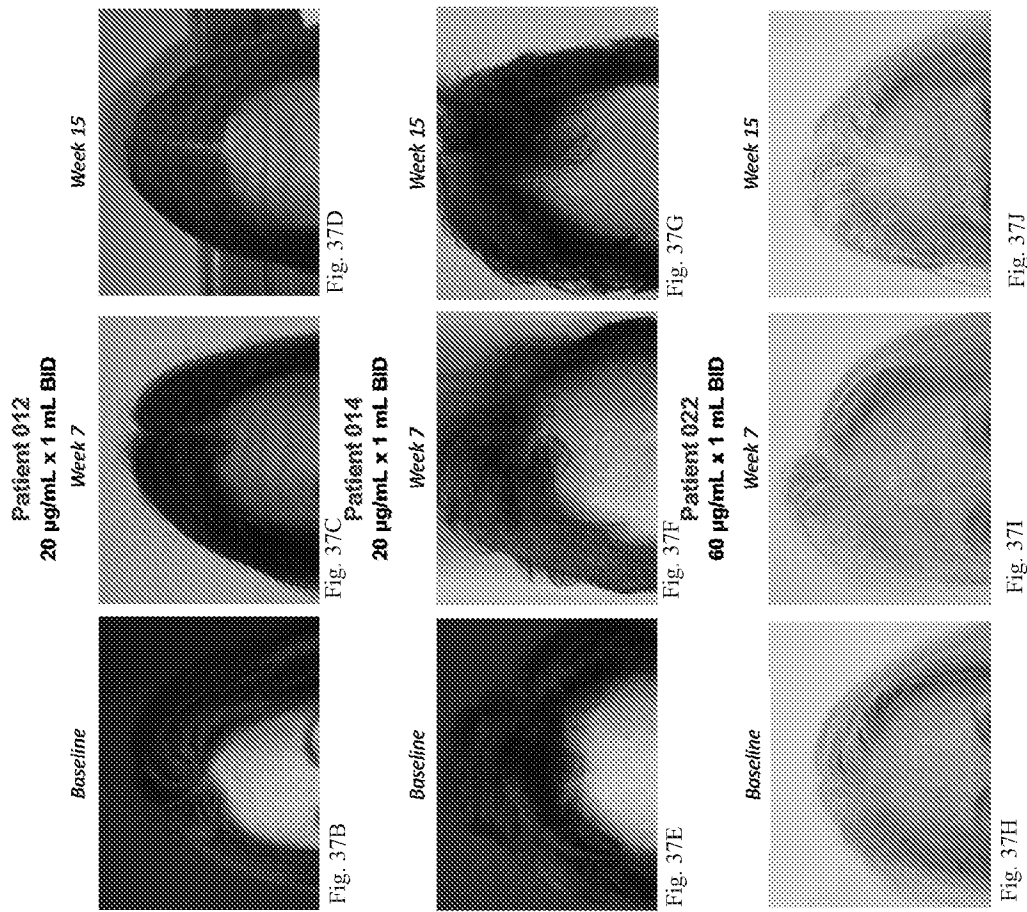 Patient 012
20 µg/mL x 1 mL BID
Baseline
Week 7
Week 15
Fig. 37B
Fig. 37C
Fig. 37D
Patient 014
20 µg/mL x 1 mL BID
Baseline
Week 7
Week 15
Fig. 37E
Fig. 37F
Fig. 37G
Patient 022
60 µg/mL x 1 mL BID
Baseline
Week 7
Week 15
Fig. 37H
Fig. 37I
Fig. 37J